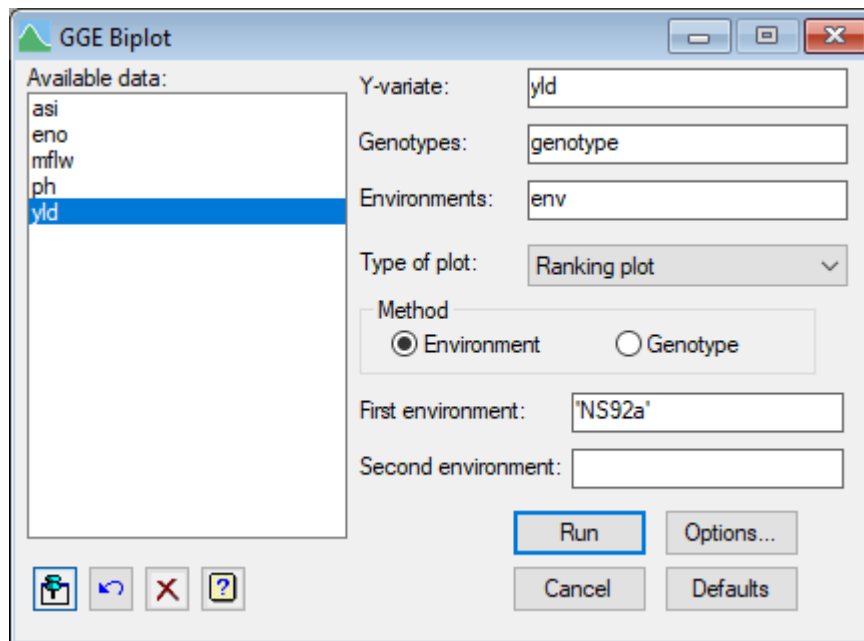 GGE Biplot
Available data:
asi
eno
mflw
ph
yld
Y-variate: yld
Genotypes: genotype
Environments: env
Type of plot: Ranking plot
Method
Environment Genotype
First environment: 'NS92a'
Second environment:
Run Options...
Cancel Defaults
?